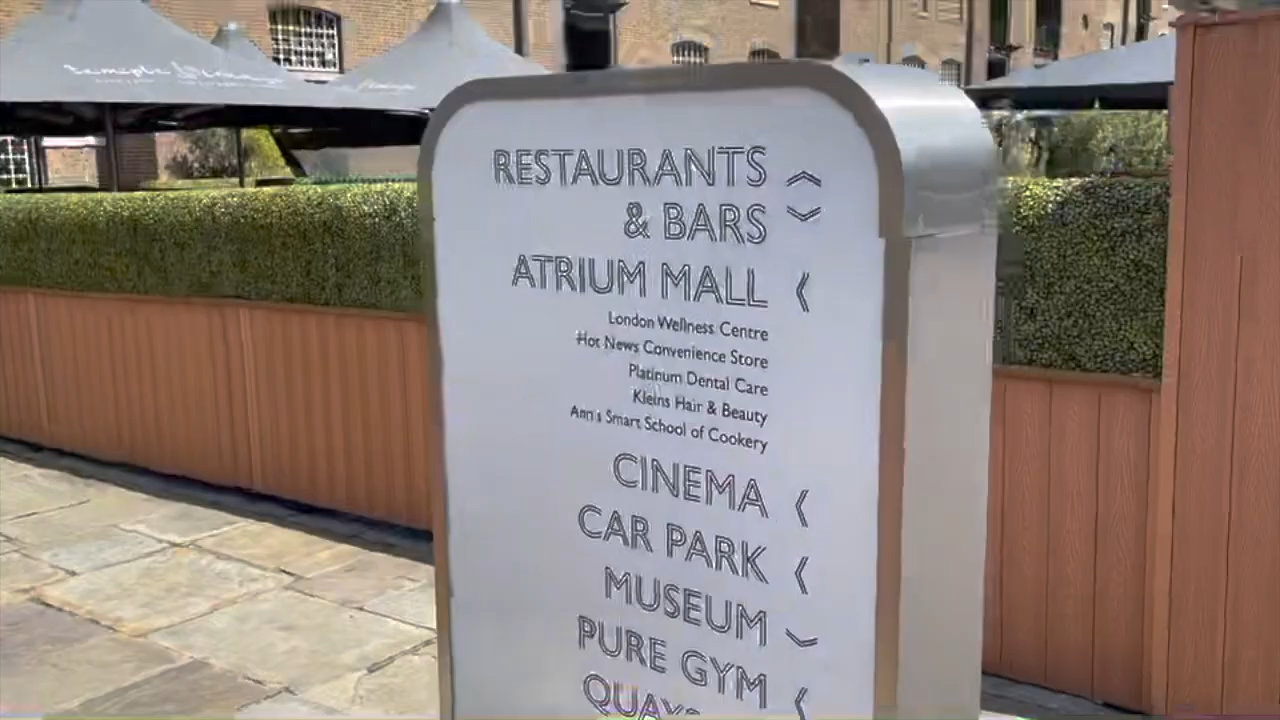 RESTAURANTS
& BARS
ATRIUM MALL
London Wellness Centre
Hot News Convenience Store
Platinum Dental Care
Kleins Hair & Beauty
Ann's Smart School of Cookery
CINEMA
CAR PARK
MUSEUM
PURE GYM